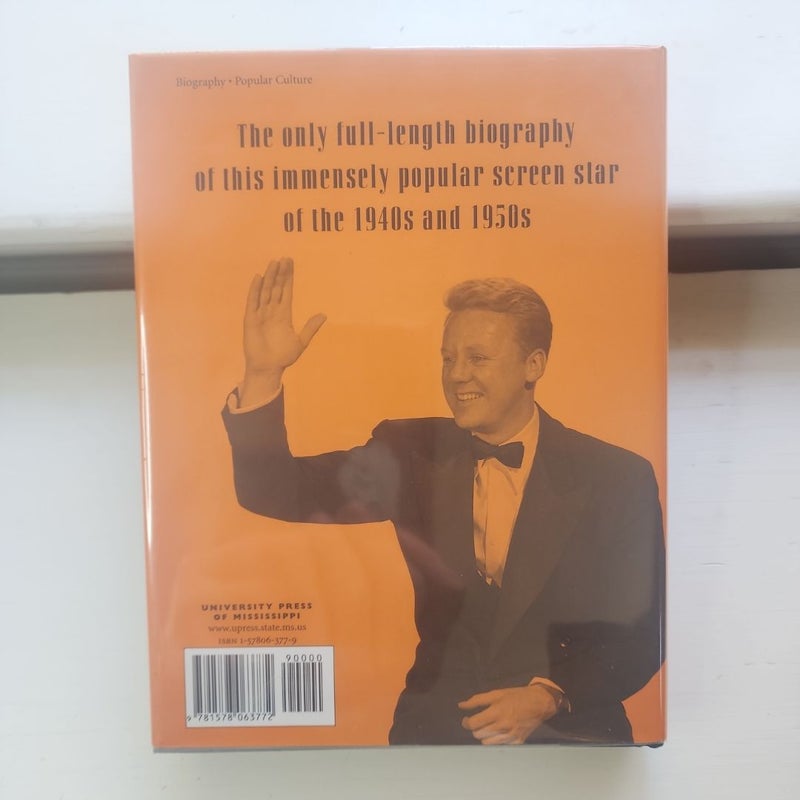 Biography • Popular Culture
The only full-length biography
of this immensely popular screen star
of the 1940s and 1950s
UNIVERSITY PRESS
OF MISSISSIPPI
www.upress.state.ms.us
ISBN 1-57806-377-9
90000
9 781578 063772